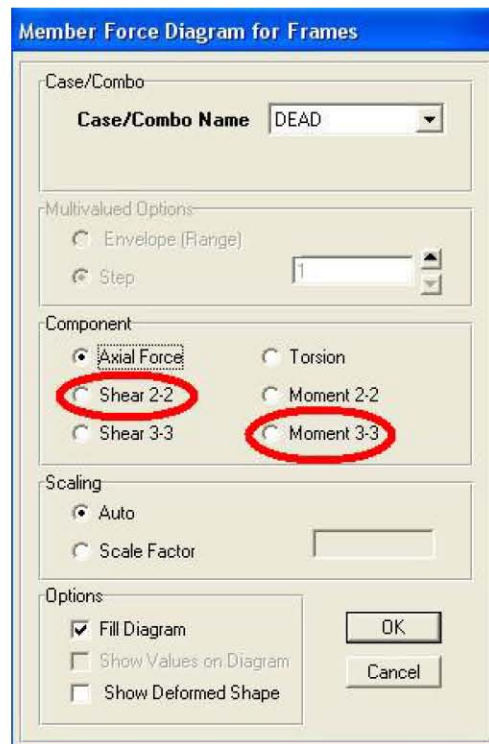 Member Force Diagram for Frames
Case/Combo
Case/Combo Name DEAD
Multivalued Options
Envelope (Range)
Step 1
Component
Axial Force Torsion
Shear 2-2 Moment 2-2
Shear 3-3 Moment 3-3
Scaling
Auto
Scale Factor
Options
Fill Diagram
Show Values on Diagram
Show Deformed Shape
OK
Cancel